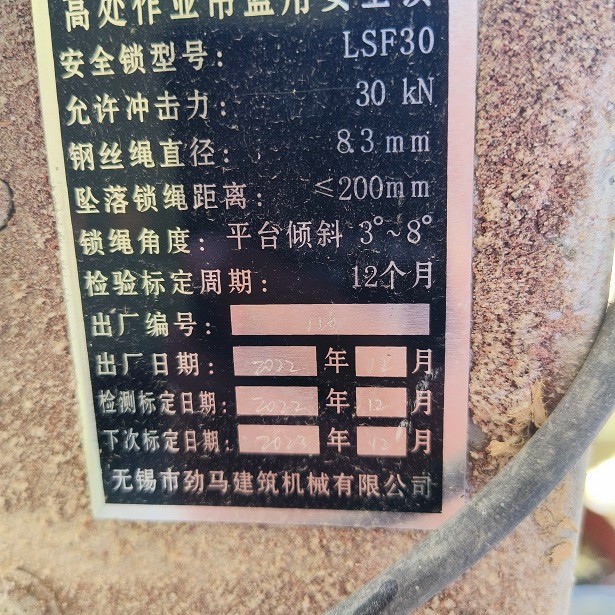 高处作业吊篮用安全锁
安全锁型号: LSF30
允许冲击力: 30 kN
钢丝绳直径: 8.3 mm
坠落锁绳距离: ≤200mm
锁绳角度: 平台倾斜 3°~8°
检验标定周期: 12个月
出厂编号:
出厂日期: 2022 年 12 月
检测标定日期: 2022 年 12 月
下次标定日期: 2023 年 12 月
无锡市劲马建筑机械有限公司